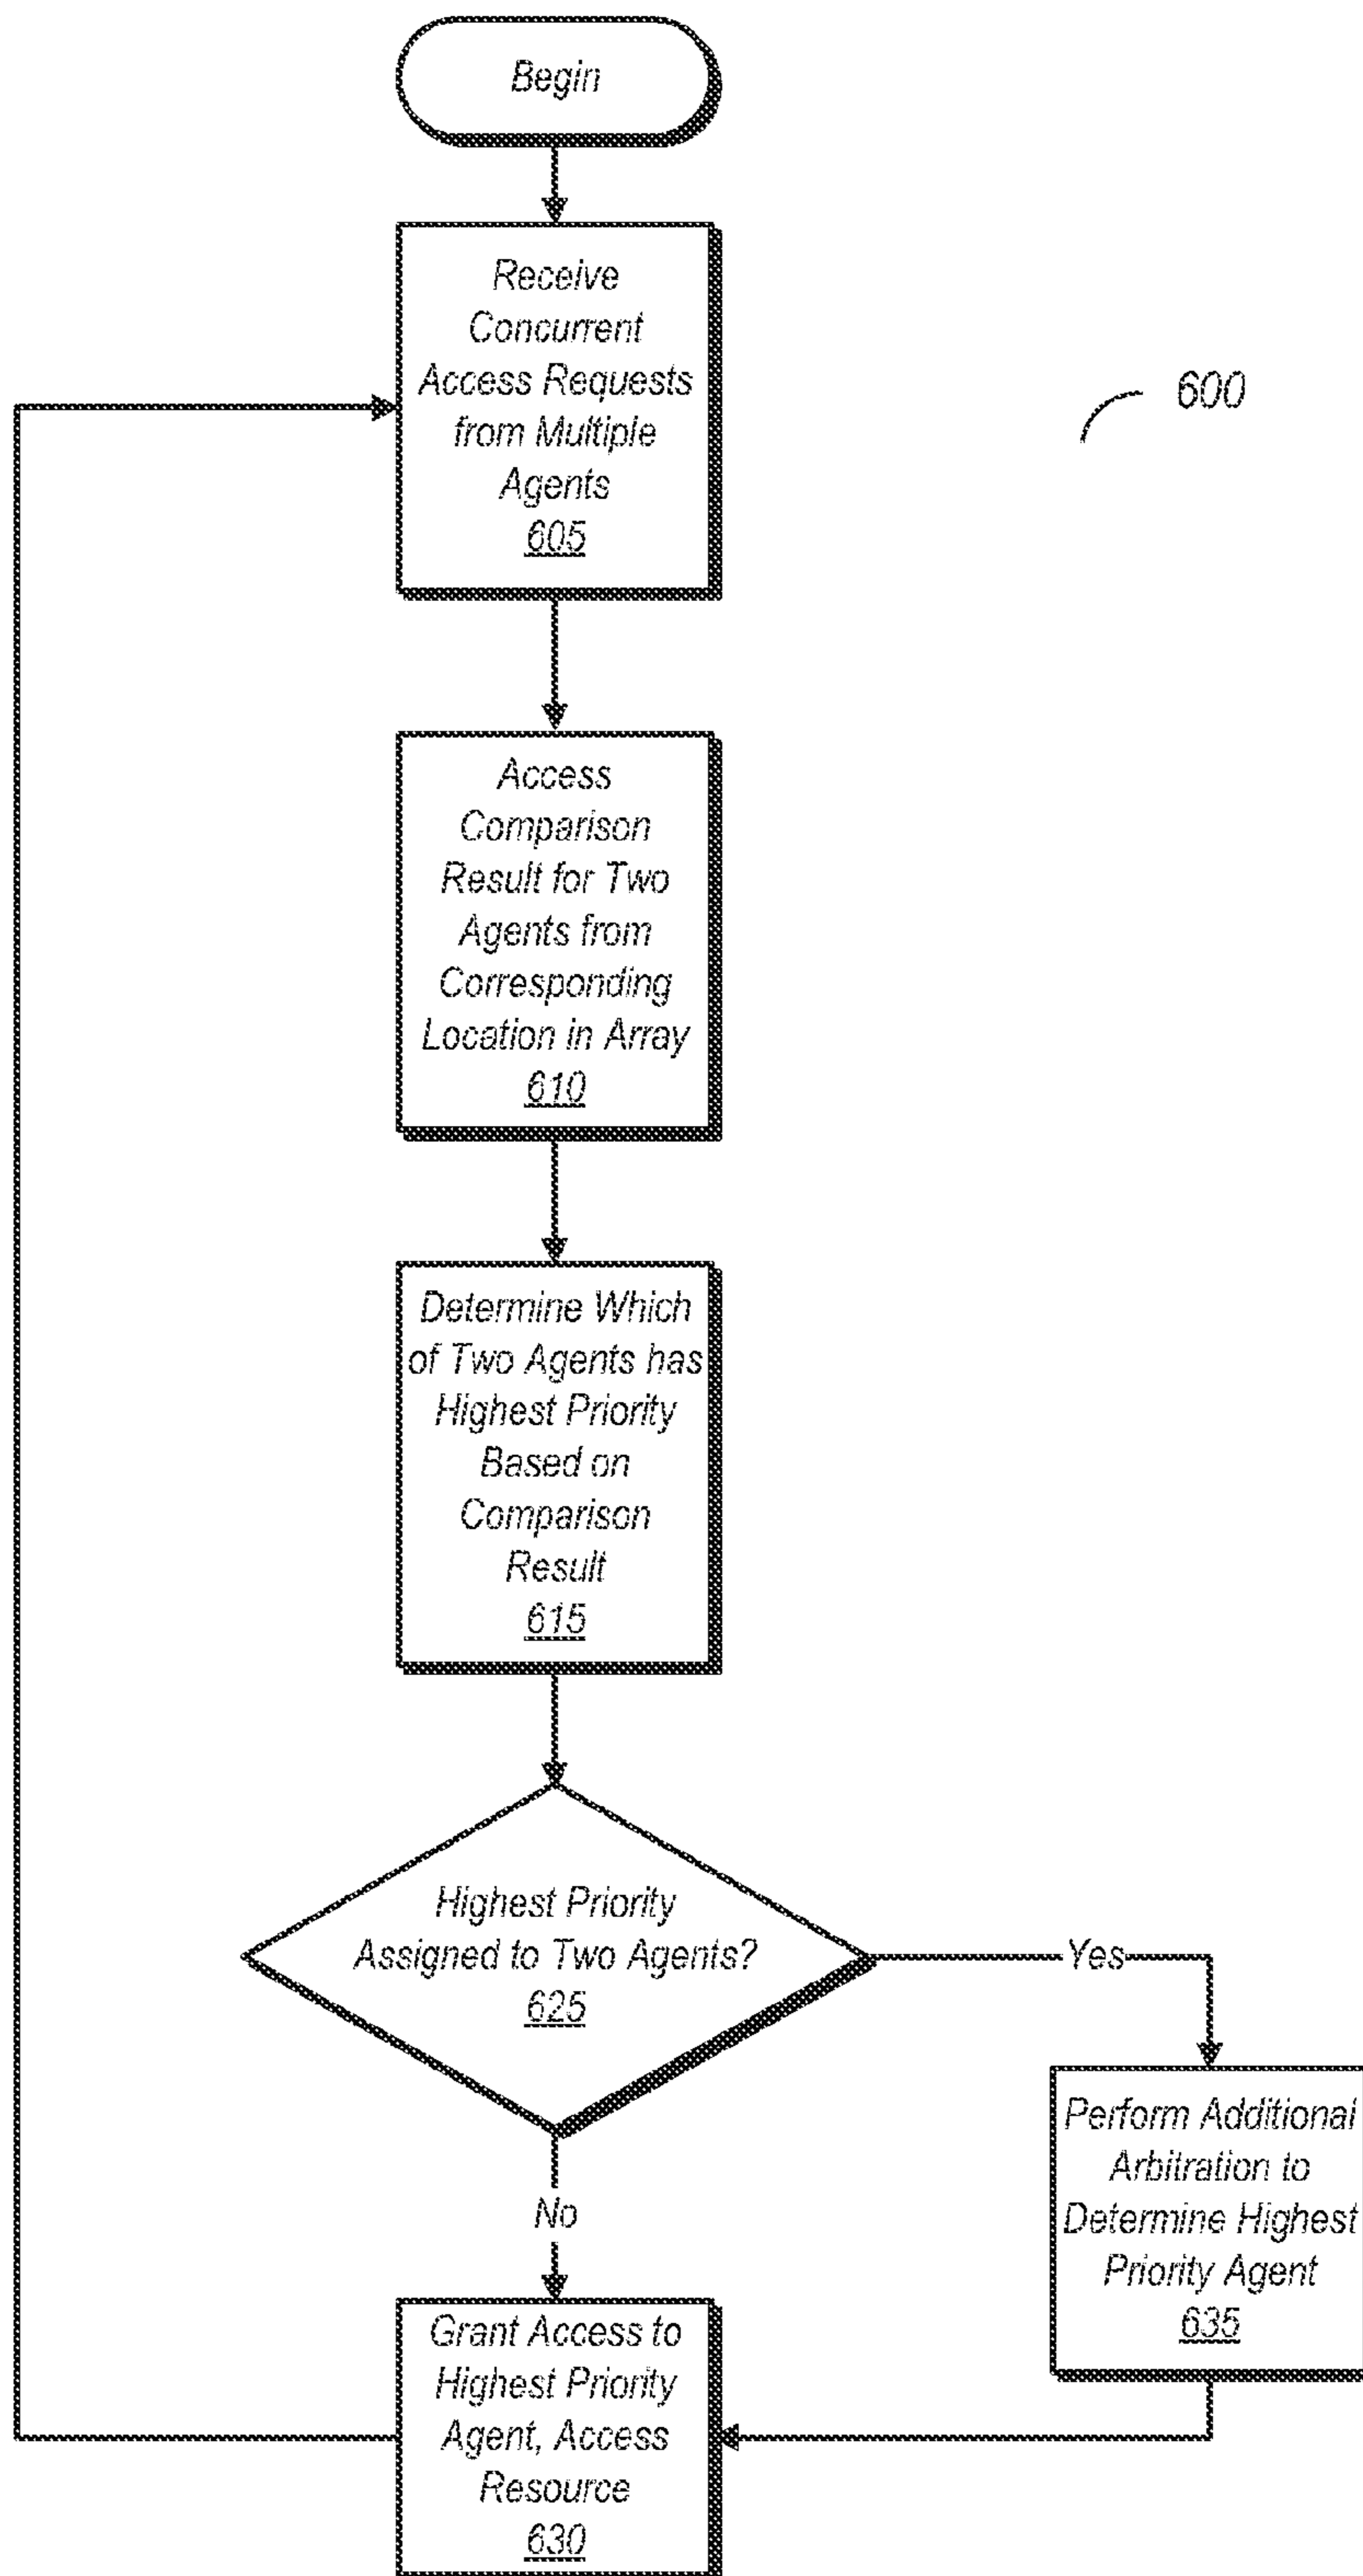 Begin
Receive
Concurrent
Access Requests
from Multiple
Agents
605
600
Access
Comparison
Result for Two
Agents from
Corresponding
Location in Array
610
Determine Which
of Two Agents has
Highest Priority
Based on
Comparison
Result
615
Highest Priority
Assigned to Two Agents?
625
Yes
No
Perform Additional
Arbitration to
Determine Highest
Priority Agent
635
Grant Access to
Highest Priority
Agent, Access
Resource
630